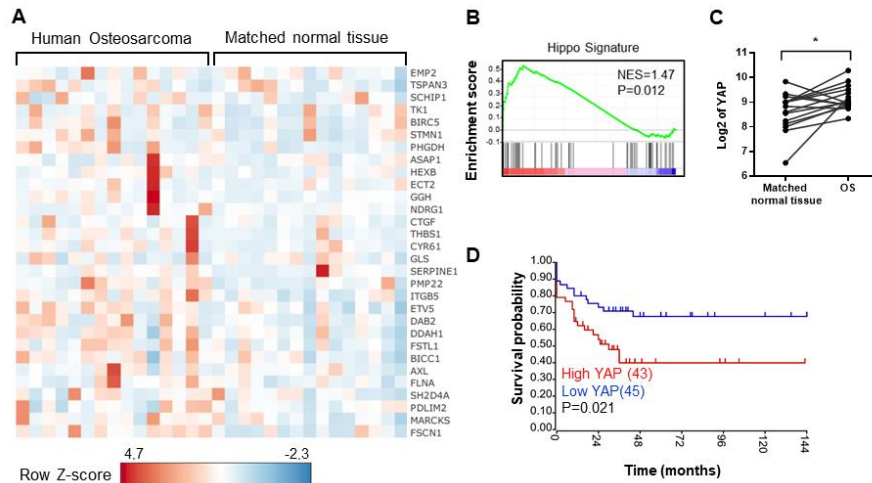 A
Human Osteosarcoma
Matched normal tissue
EMP2
TSPAN3
SCHIP1
TK1
BIRC5
STMN1
PHGDH
ASAP1
HEXB
ECT2
GGH
NDRG1
CTGF
THBS1
CYR61
GLS
SERPINE1
PMP22
ITGB5
ETV5
DAB2
DDAH1
FSTL1
BICC1
AXL
FLNA
SH2D4A
PDLIM2
MARCKS
FSCN1
Row Z-score
4,7
-2.3
B
Hippo Signature
Enrichment score
0.5
0.4
0.3
0.2
0.1
0.0
-0.1
NES=1.47
P=0.012
C
*
Log2 of YAP
11
10
9
8
7
6
Matched
normal tissue
OS
D
Survival probability
1.00
0.90
0.80
0.70
0.60
0.50
0.40
0.30
0.20
0.10
0.00
High YAP (43)
Low YAP(45)
P=0.021
0
24
48
72
96
120
144
Time (months)